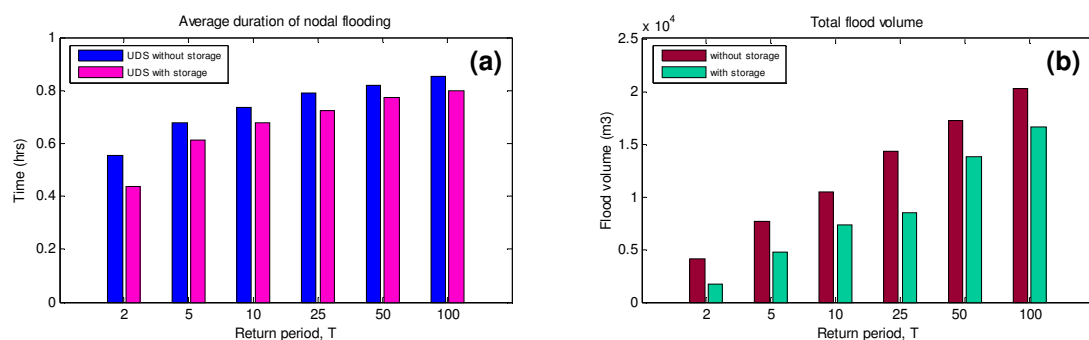 Average duration of nodal flooding
1
0.8
0.6
0.4
0.2
0
Time (hrs)
UDS without storage
UDS with storage
(a)
2 5 10 25 50 100
Return period, T
Total flood volume
x 10^4
2.5
2
1.5
1
0.5
0
Flood volume (m3)
without storage
with storage
(b)
2 5 10 25 50 100
Return period, T